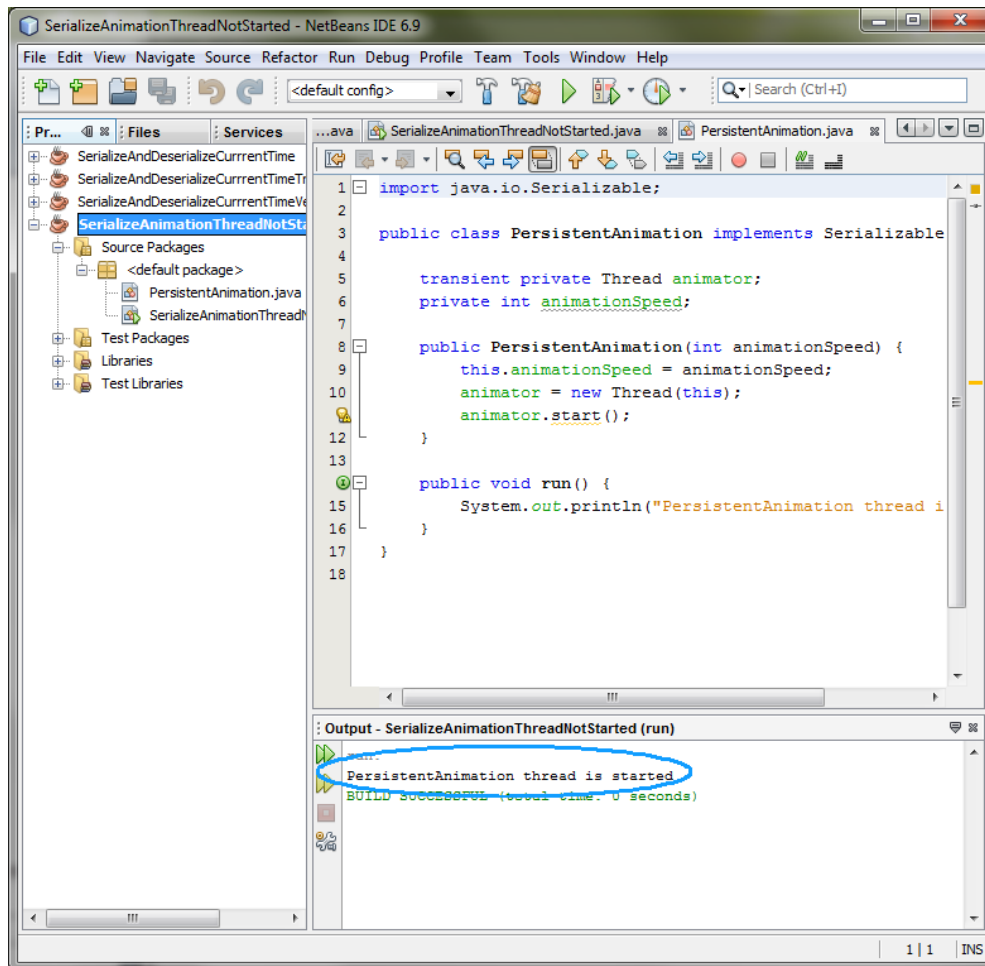 SerializeAnimationThreadNotStarted - NetBeans IDE 6.9
File Edit View Navigate Source Refactor Run Debug Profile Team Tools Window Help
<default config>
Search (Ctrl+I)
Pr...
Files
Services
SerializeAndDeserializeCurrrentTime
SerializeAndDeserializeCurrrentTimeTr
SerializeAndDeserializeCurrrentTimeVe
SerializeAnimationThreadNotSta
Source Packages
<default package>
PersistentAnimation.java
SerializeAnimationThreadN
Test Packages
Libraries
Test Libraries
...ava
SerializeAnimationThreadNotStarted.java
PersistentAnimation.java
1 import java.io.Serializable;
2
3 public class PersistentAnimation implements Serializable
4
5 transient private Thread animator;
6 private int animationSpeed;
7
8 public PersistentAnimation(int animationSpeed) {
9 this.animationSpeed = animationSpeed;
10 animator = new Thread(this);
animator.start();
12 }
13
public void run() {
15 System.out.println("PersistentAnimation thread i
16 }
17 }
18
Output - SerializeAnimationThreadNotStarted (run)
run:
PersistentAnimation thread is started
BUILD SUCCESSFUL (total time: 0 seconds)
1 | 1
INS